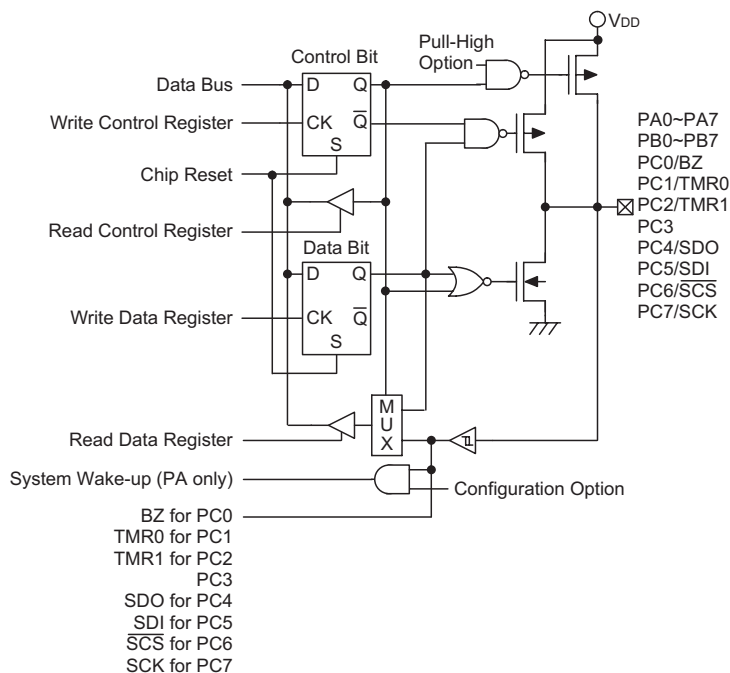 VDD
Pull-High
Option
Control Bit
Data Bus
D Q
Write Control Register
CK Q̅
S
Chip Reset
Read Control Register
Data Bit
D Q
Write Data Register
CK Q̅
S
PA0~PA7
PB0~PB7
PC0/BZ
PC1/TMR0
PC2/TMR1
PC3
PC4/SDO
PC5/SDI
PC6/S̅C̅S̅
PC7/SCK
M
U
X
Read Data Register
System Wake-up (PA only)
Configuration Option
BZ for PC0
TMR0 for PC1
TMR1 for PC2
PC3
SDO for PC4
SDI for PC5
S̅C̅S̅ for PC6
SCK for PC7